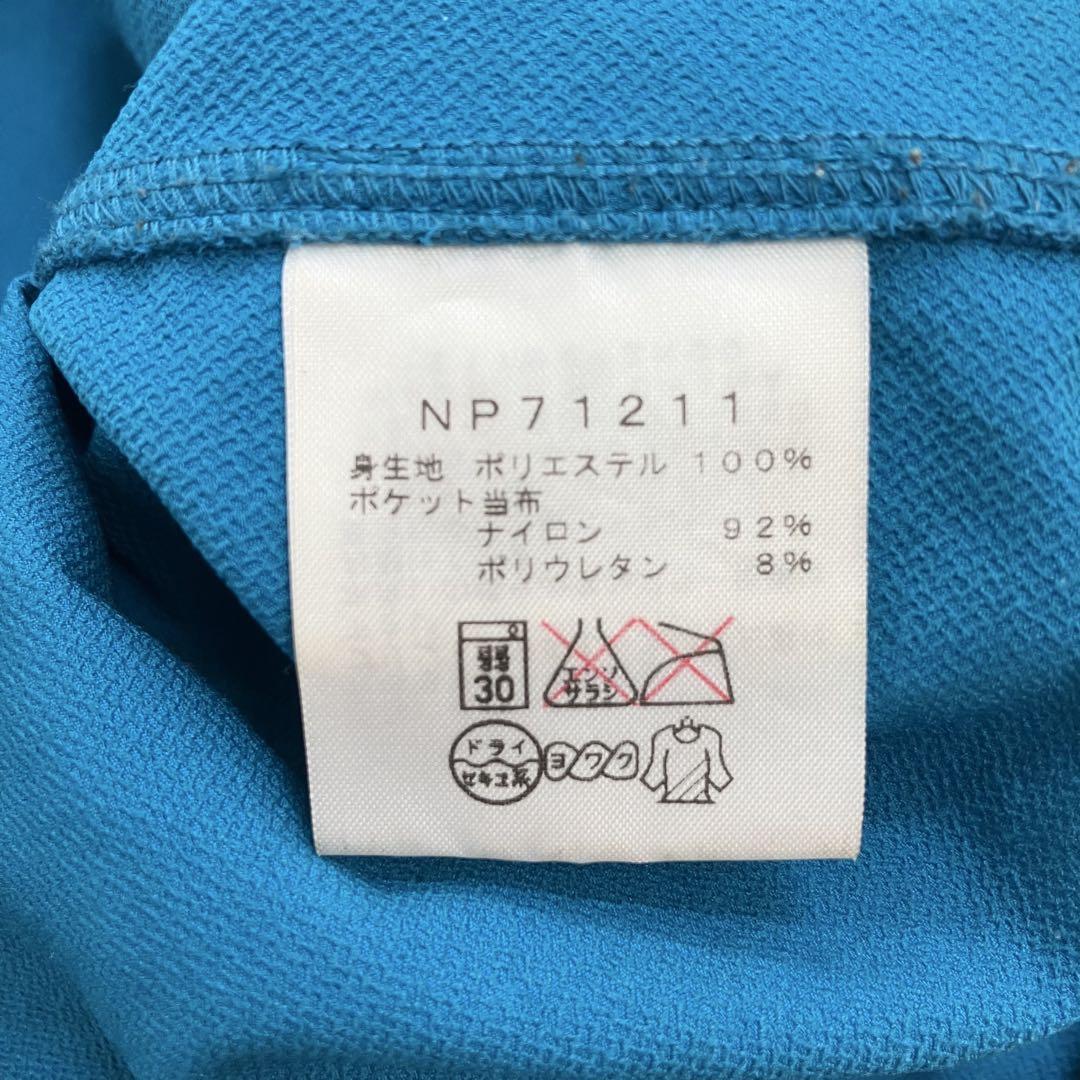 NP71211
身生地 ポリエステル 100%
ポケット当布
ナイロン 92%
ポリウレタン 8%
弱 30 エンソサラシ
ドライ セキユ系 ヨワク